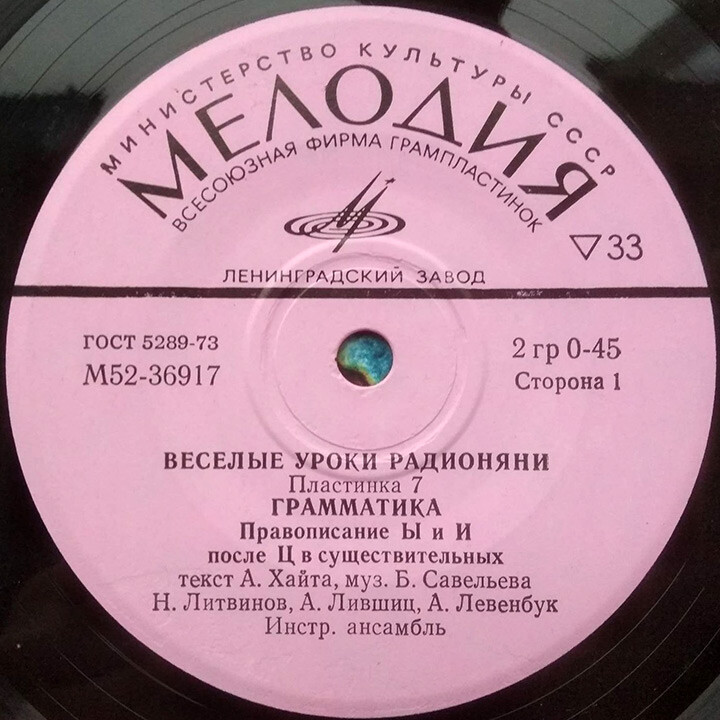 МИНИСТЕРСТВО КУЛЬТУРЫ СССР
МЕЛОДИЯ
ВСЕСОЮЗНАЯ ФИРМА ГРАМПЛАСТИНОК
▽33
ЛЕНИНГРАДСКИЙ ЗАВОД
ГОСТ 5289-73
М52-36917
2 гр 0-45
Сторона 1
ВЕСЕЛЫЕ УРОКИ РАДИОНЯНИ
Пластинка 7
ГРАММАТИКА
Правописание Ы и И
после Ц в существительных
текст А. Хайта, муз. Б. Савельева
Н. Литвинов, А. Лившиц, А. Левенбук
Инстр. ансамбль